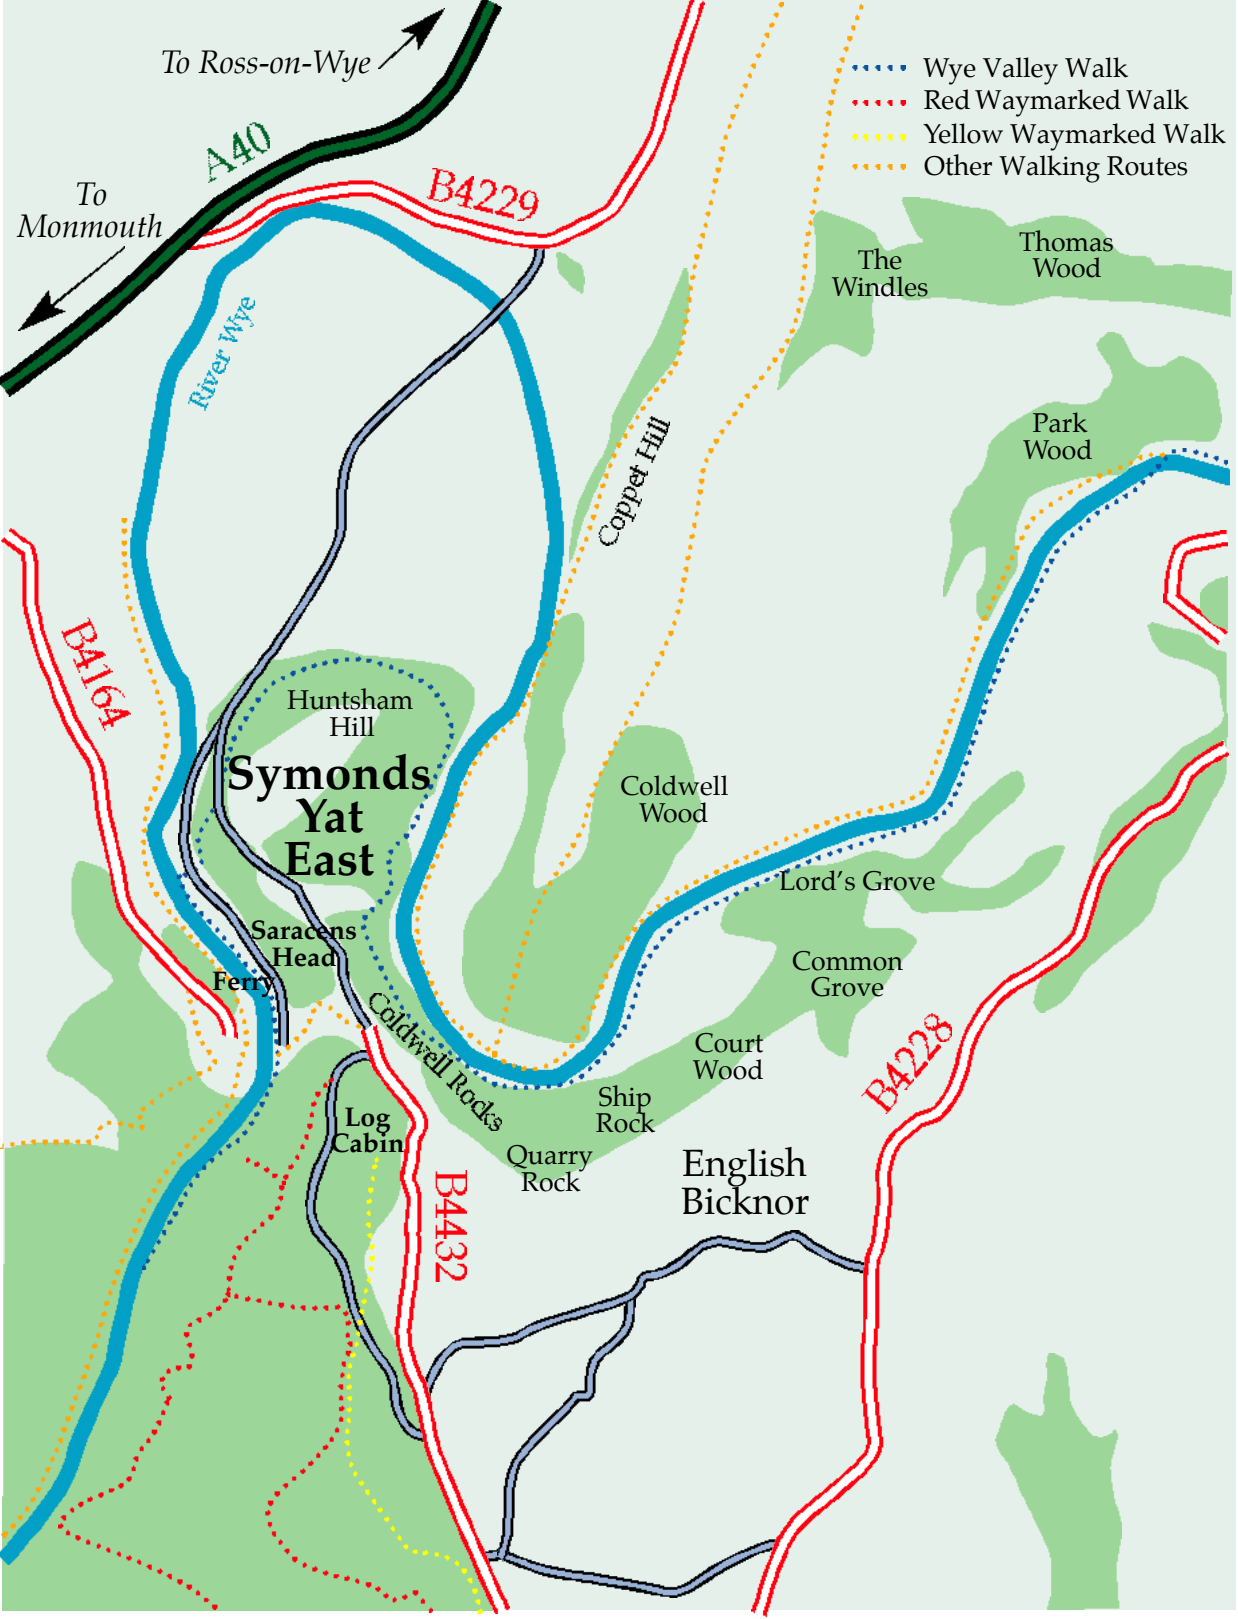 To Ross-on-Wye
A40
To
Monmouth
B4229
Wye Valley Walk
Red Waymarked Walk
Yellow Waymarked Walk
Other Walking Routes
River Wye
The
Windles
Thomas
Wood
Park
Wood
Coppet Hill
B4164
Huntsham
Hill
Symonds
Yat
East
Coldwell
Wood
Lord's Grove
Saracens
Head
Ferry
Common
Grove
Coldwell Rocks
Court
Wood
Ship
Rock
Quarry
Rock
Log
Cabin
B4228
B4432
English
Bicknor